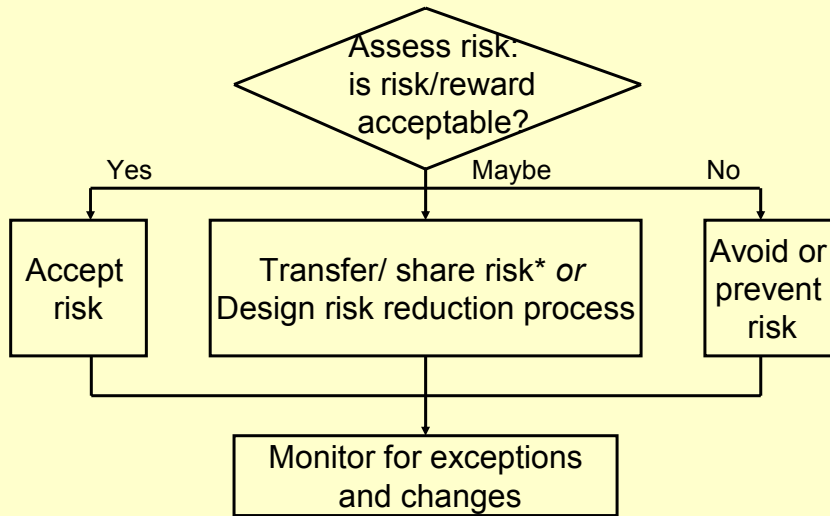 Assess risk:
is risk/reward
acceptable?
Yes
Maybe
No
Accept
risk
Transfer/ share risk* or
Design risk reduction process
Avoid or
prevent
risk
Monitor for exceptions
and changes